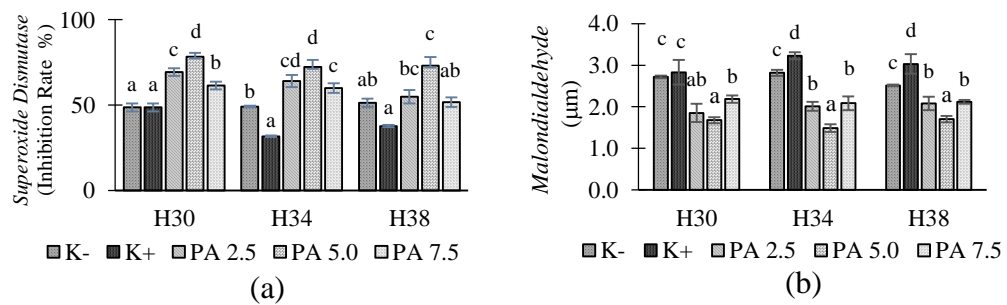 100
50
0
Superoxide Dismutase
(Inhibition Rate %)
a a c d b
b a cd d c
ab a bc c ab
H30 H34 H38
K- K+ PA 2.5 PA 5.0 PA 7.5
(a)
4.0
3.0
2.0
1.0
0.0
Malondialdehyde
(µm)
c c ab a b
c d b a b
c d b a b
H30 H34 H38
K- K+ PA 2.5 PA 5.0 PA 7.5
(b)